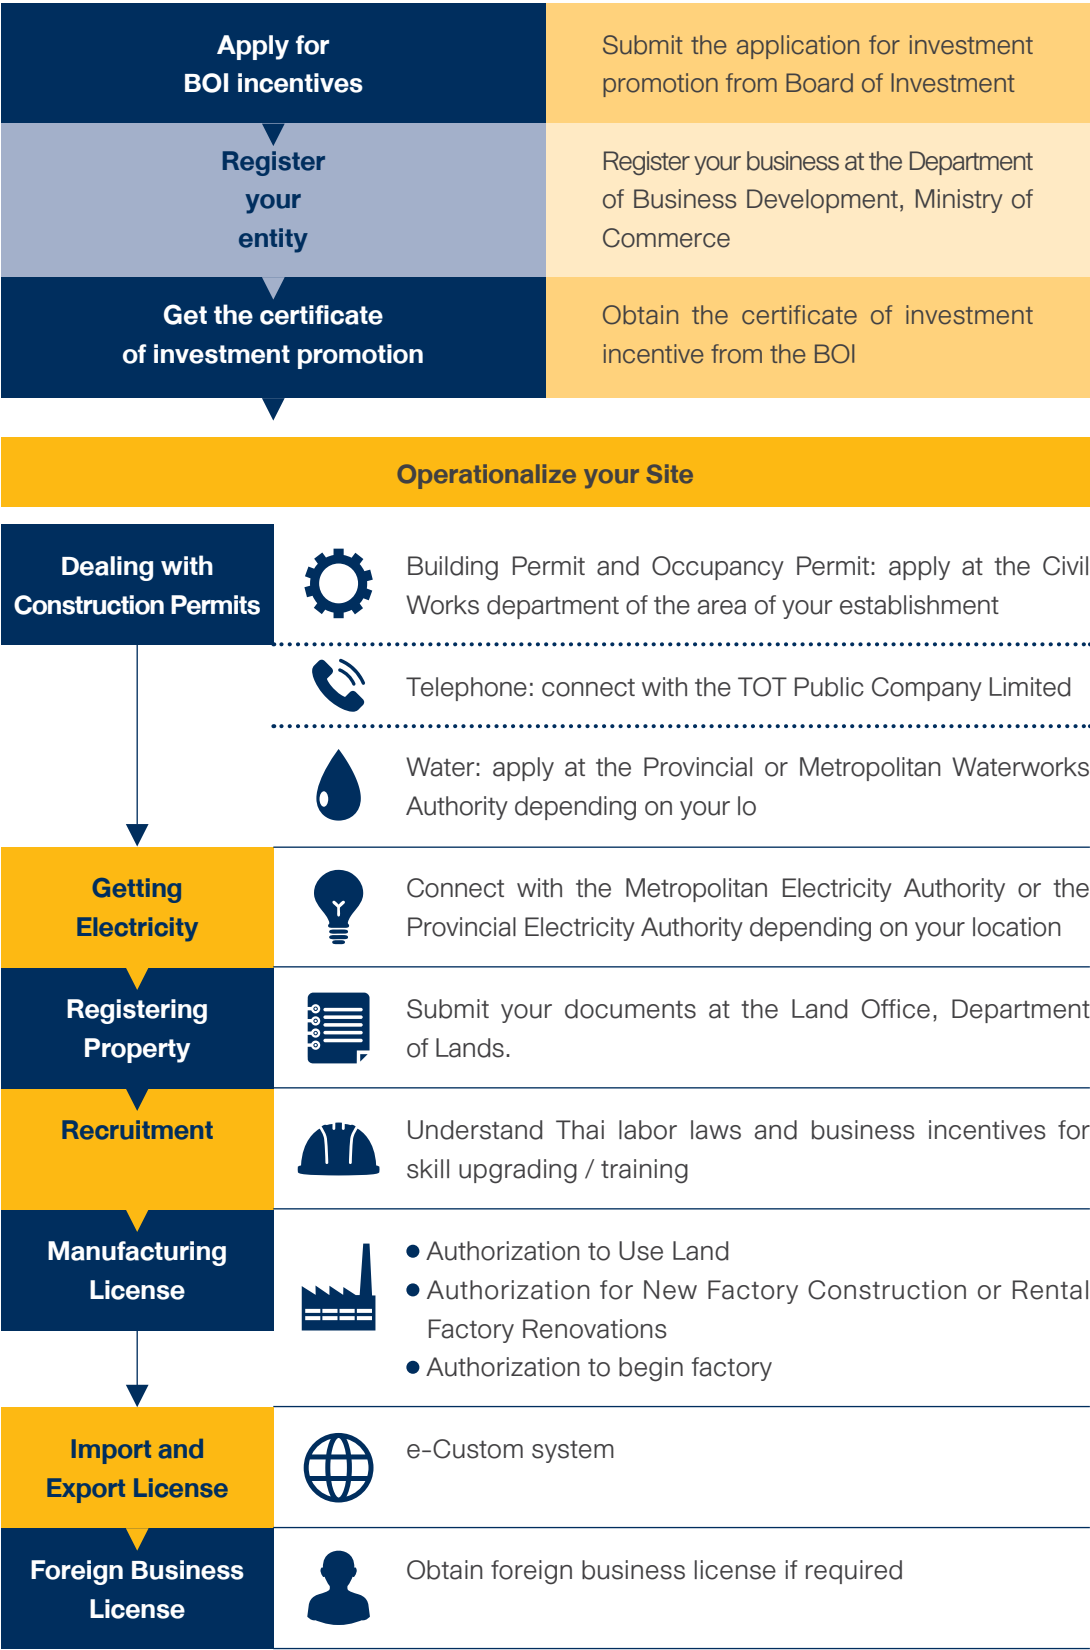 Apply for
BOI incentives
Submit the application for investment
promotion from Board of Investment
Register
your
entity
Register your business at the Department
of Business Development, Ministry of
Commerce
Get the certificate
of investment promotion
Obtain the certificate of investment
incentive from the BOI
Operationalize your Site
Dealing with
Construction Permits
Building Permit and Occupancy Permit: apply at the Civil
Works department of the area of your establishment
Telephone: connect with the TOT Public Company Limited
Water: apply at the Provincial or Metropolitan Waterworks
Authority depending on your lo
Getting
Electricity
Connect with the Metropolitan Electricity Authority or the
Provincial Electricity Authority depending on your location
Registering
Property
Submit your documents at the Land Office, Department
of Lands.
Recruitment
Understand Thai labor laws and business incentives for
skill upgrading / training
Manufacturing
License
● Authorization to Use Land
● Authorization for New Factory Construction or Rental
Factory Renovations
● Authorization to begin factory
Import and
Export License
e-Custom system
Foreign Business
License
Obtain foreign business license if required